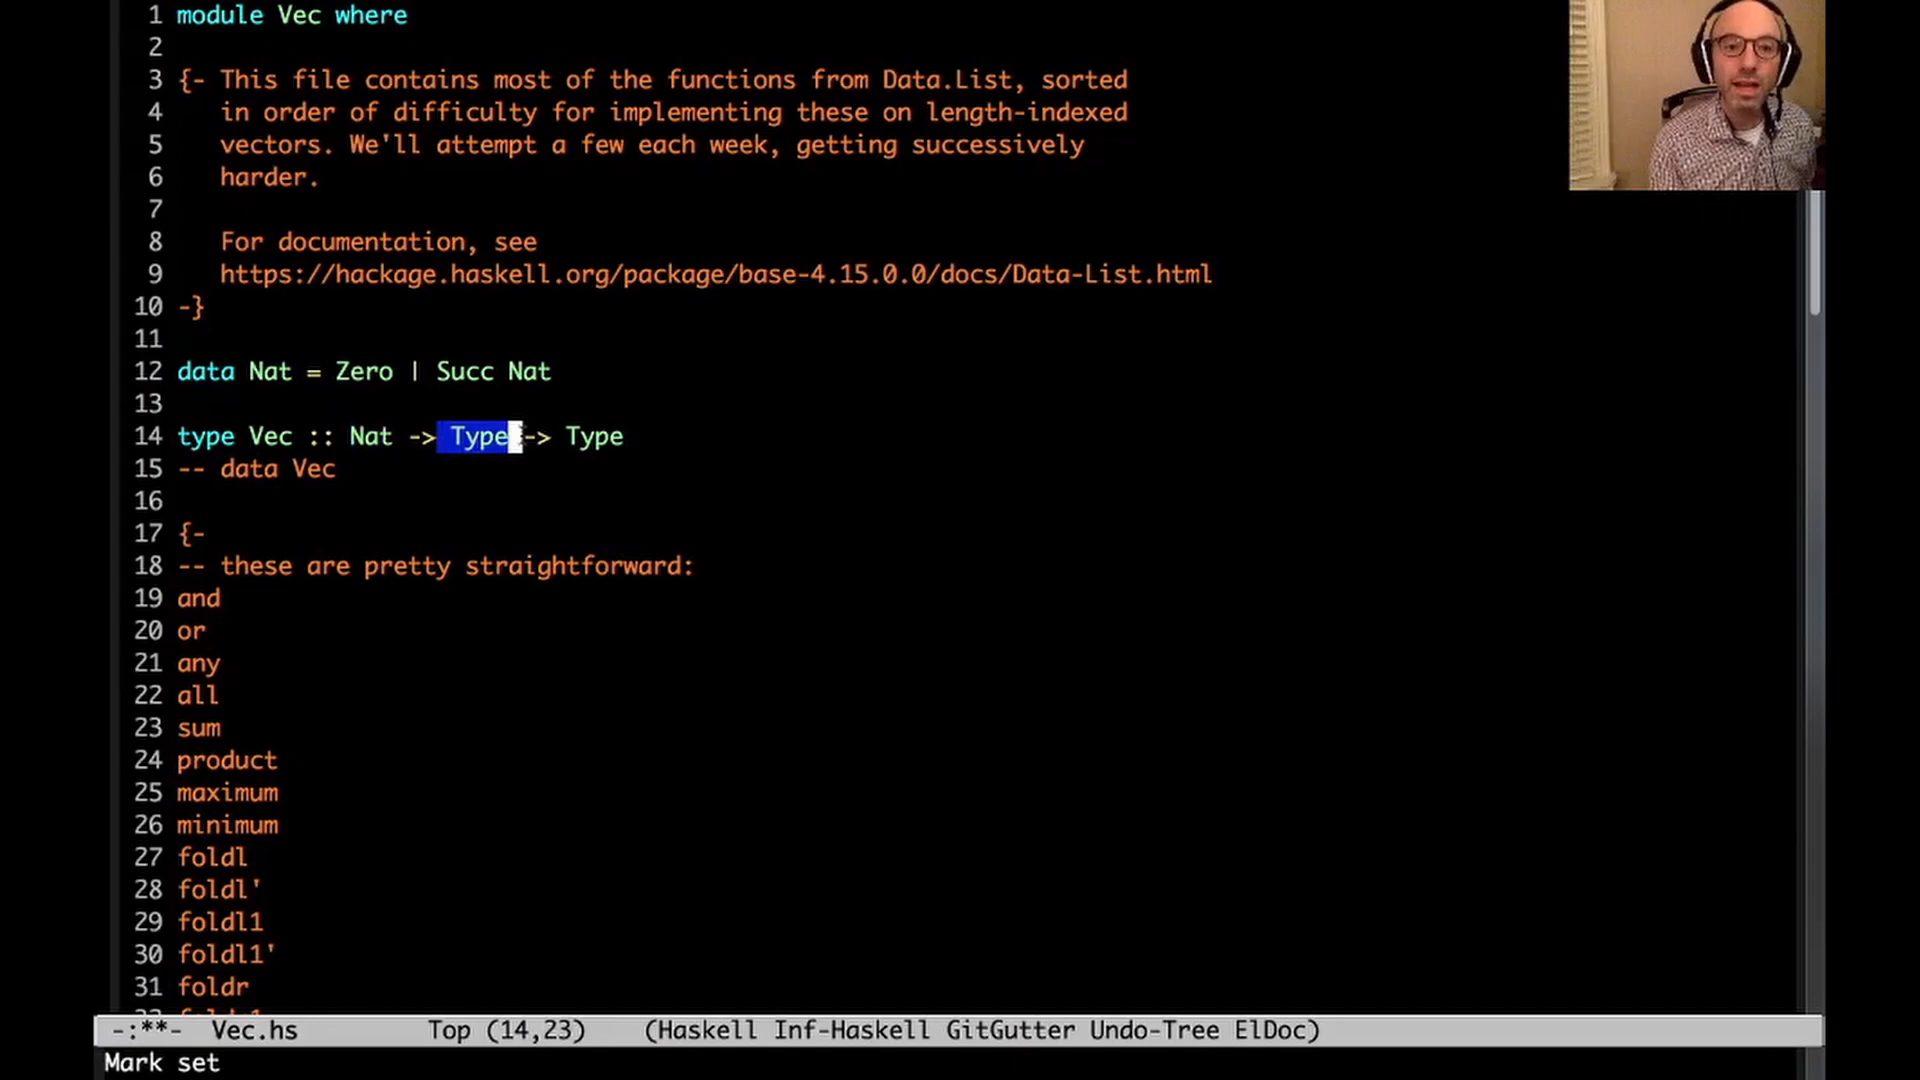 1 module Vec where
2
3 {- This file contains most of the functions from Data.List, sorted
4 in order of difficulty for implementing these on length-indexed
5 vectors. We'll attempt a few each week, getting successively
6 harder.
7
8 For documentation, see
9 https://hackage.haskell.org/package/base-4.15.0.0/docs/Data-List.html
10 -}
11
12 data Nat = Zero | Succ Nat
13
14 type Vec :: Nat -> Type -> Type
15 -- data Vec
16
17 {-
18 -- these are pretty straightforward:
19 and
20 or
21 any
22 all
23 sum
24 product
25 maximum
26 minimum
27 foldl
28 foldl'
29 foldl1
30 foldl1'
31 foldr
-:**- Vec.hs Top (14,23) (Haskell Inf-Haskell GitGutter Undo-Tree ElDoc)
Mark set